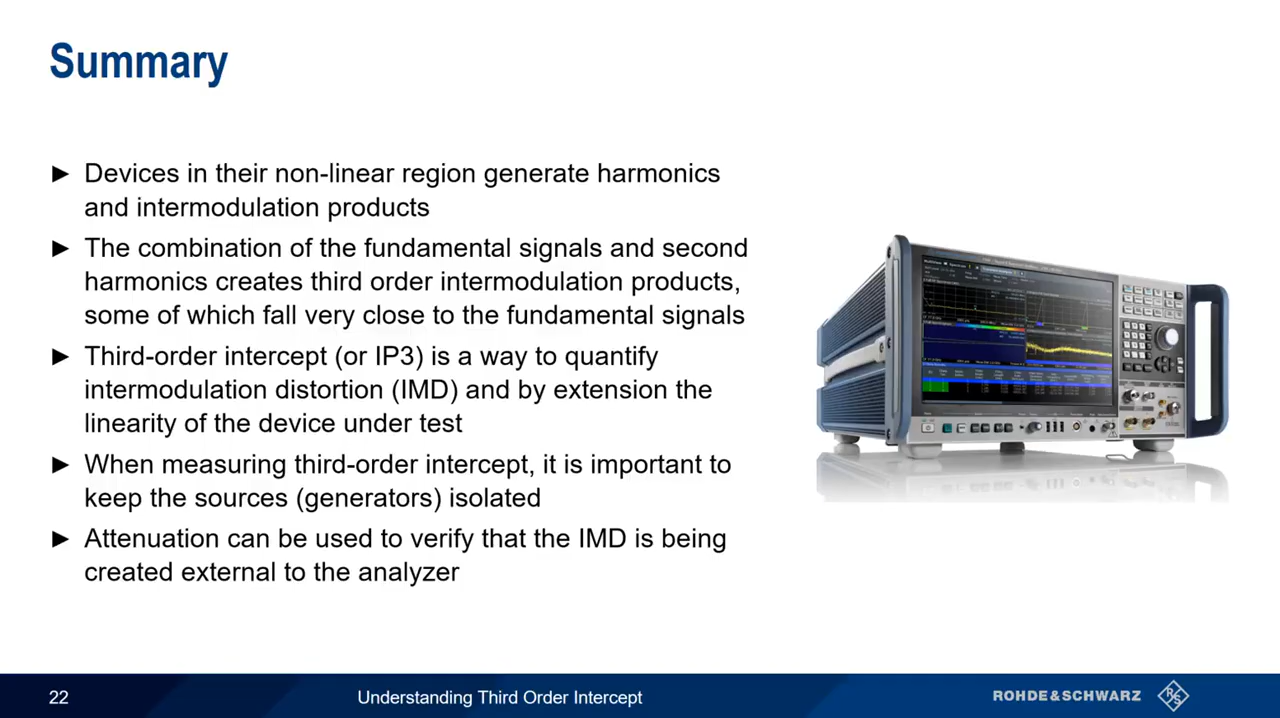 Summary
► Devices in their non-linear region generate harmonics
and intermodulation products
► The combination of the fundamental signals and second
harmonics creates third order intermodulation products,
some of which fall very close to the fundamental signals
► Third-order intercept (or IP3) is a way to quantify
intermodulation distortion (IMD) and by extension the
linearity of the device under test
► When measuring third-order intercept, it is important to
keep the sources (generators) isolated
► Attenuation can be used to verify that the IMD is being
created external to the analyzer
22
Understanding Third Order Intercept
ROHDE&SCHWARZ
R&S